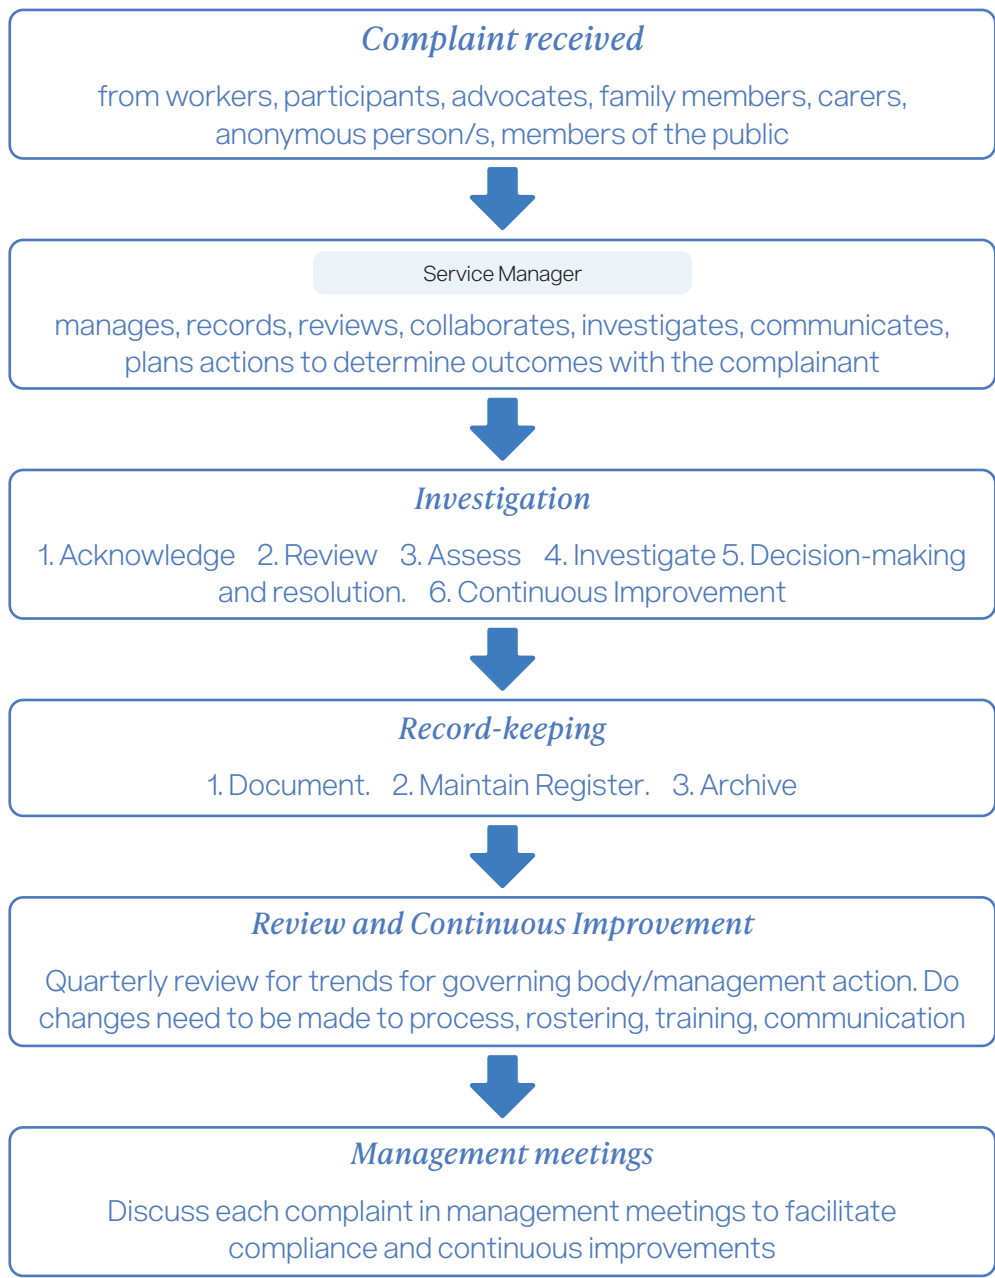 Complaint received
from workers, participants, advocates, family members, carers,
anonymous person/s, members of the public
Service Manager
manages, records, reviews, collaborates, investigates, communicates,
plans actions to determine outcomes with the complainant
Investigation
1. Acknowledge 2. Review 3. Assess 4. Investigate 5. Decision-making
and resolution. 6. Continuous Improvement
Record-keeping
1. Document. 2. Maintain Register. 3. Archive
Review and Continuous Improvement
Quarterly review for trends for governing body/management action. Do
changes need to be made to process, rostering, training, communication
Management meetings
Discuss each complaint in management meetings to facilitate
compliance and continuous improvements